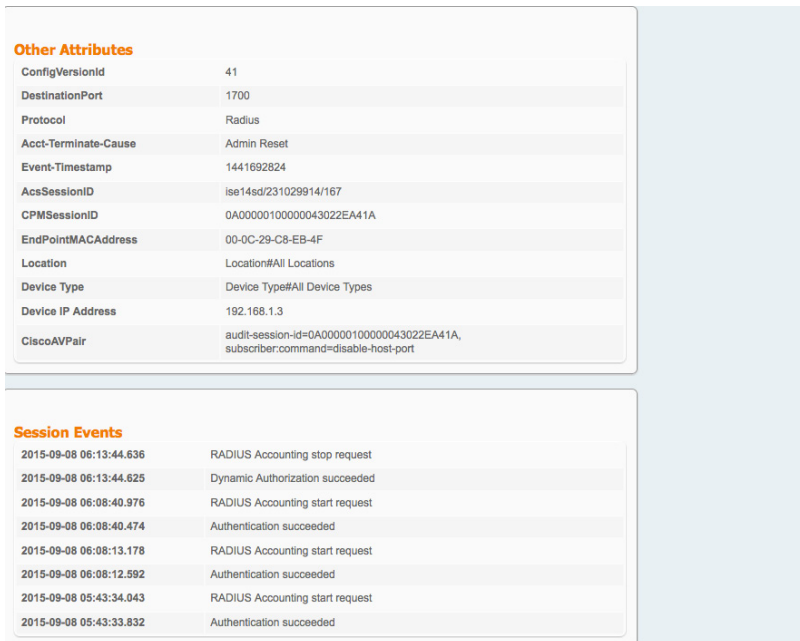 Other Attributes
ConfigVersionId 41
DestinationPort 1700
Protocol Radius
Acct-Terminate-Cause Admin Reset
Event-Timestamp 1441692824
AcsSessionID ise14sd/231029914/167
CPMSessionID 0A00000100000043022EA41A
EndPointMACAddress 00-0C-29-C8-EB-4F
Location Location#All Locations
Device Type Device Type#All Device Types
Device IP Address 192.168.1.3
CiscoAVPair audit-session-id=0A00000100000043022EA41A,
subscriber:command=disable-host-port
Session Events
2015-09-08 06:13:44.636 RADIUS Accounting stop request
2015-09-08 06:13:44.625 Dynamic Authorization succeeded
2015-09-08 06:08:40.976 RADIUS Accounting start request
2015-09-08 06:08:40.474 Authentication succeeded
2015-09-08 06:08:13.178 RADIUS Accounting start request
2015-09-08 06:08:12.592 Authentication succeeded
2015-09-08 05:43:34.043 RADIUS Accounting start request
2015-09-08 05:43:33.832 Authentication succeeded